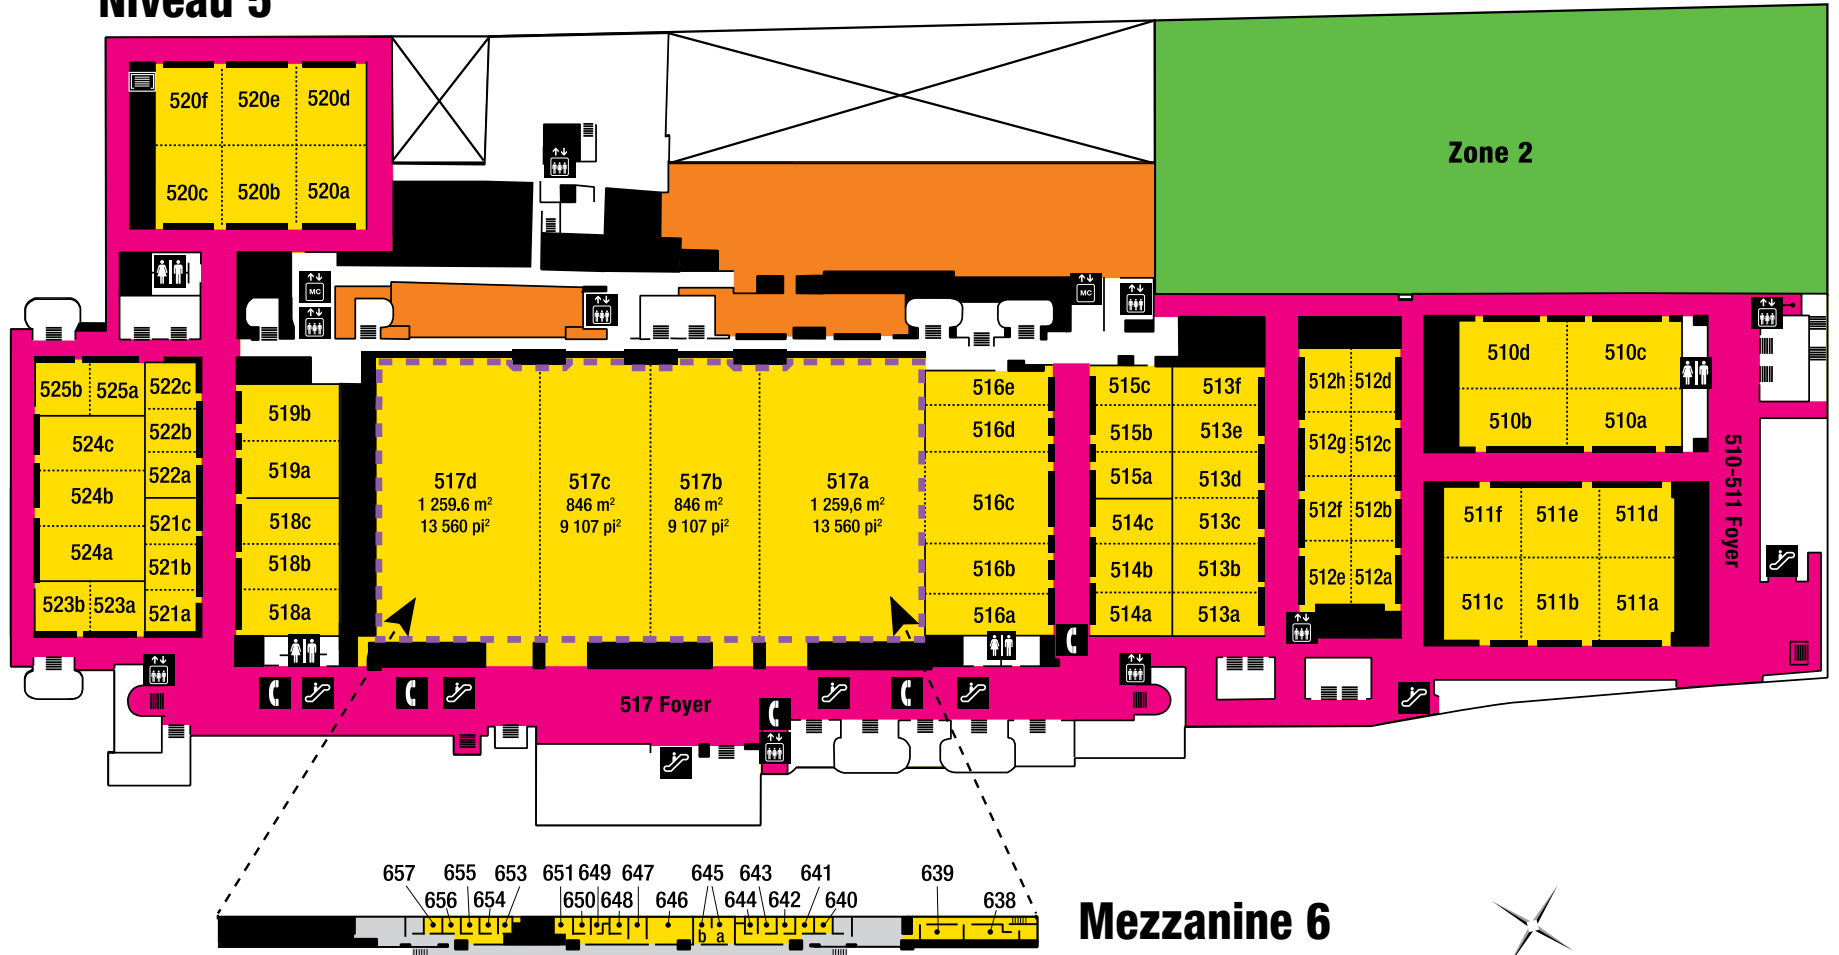 Niveau 5
520f 520e 520d
Zone 2
520c 520b 520a
MC
MC
510d 510c
525b 525a 522c
516e 515c 513f
512h 512d
519b
522b
516d 515b 513e
510b 510a
524c
512g 512c
519a
522a
515a 513d
517d 517c 517b 517a
1 259.6 m² 846 m² 846 m² 1 259,6 m²
13 560 pi² 9 107 pi² 9 107 pi² 13 560 pi²
524b
516c
510-511 Foyer
518c
521c
514c 513c
512f 512b
511f 511e 511d
524a
518b
521b
516b 514b 513b
512e 512a
523b 523a
521a
518a
516a 514a 513a
511c 511b 511a
517 Foyer
657 655 653 651 649 647 645 643 641 639
656 654 650 648 646 644 642 640 638
b a
Mezzanine 6